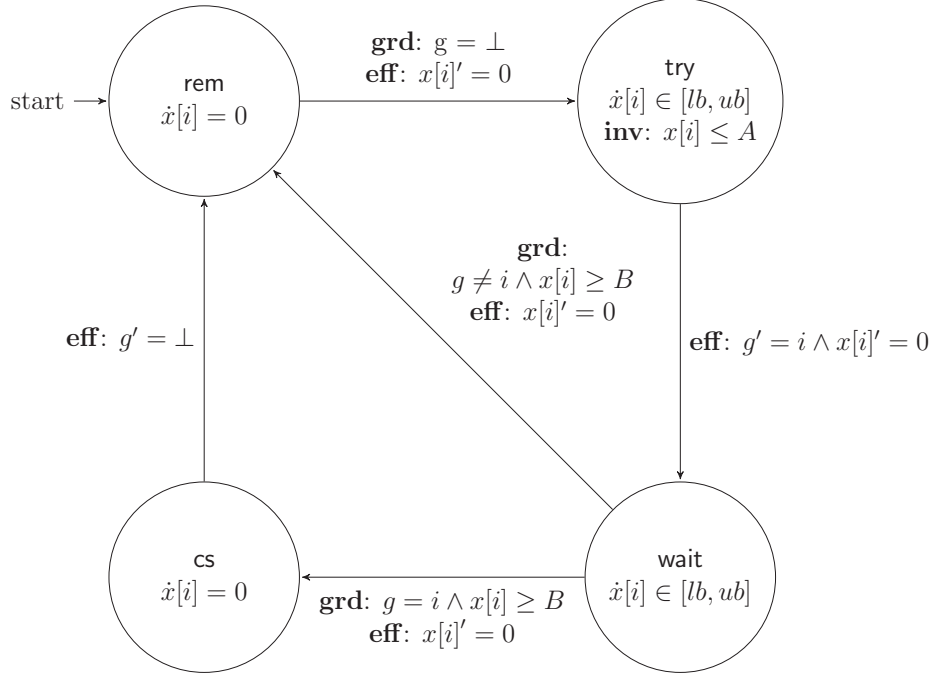 start
rem
ẋ[i] = 0
grd: g = ⊥
eff: x[i]′ = 0
try
ẋ[i] ∈ [lb, ub]
inv: x[i] ≤ A
grd:
g ≠ i ∧ x[i] ≥ B
eff: x[i]′ = 0
eff: g′ = ⊥
eff: g′ = i ∧ x[i]′ = 0
cs
ẋ[i] = 0
grd: g = i ∧ x[i] ≥ B
eff: x[i]′ = 0
wait
ẋ[i] ∈ [lb, ub]